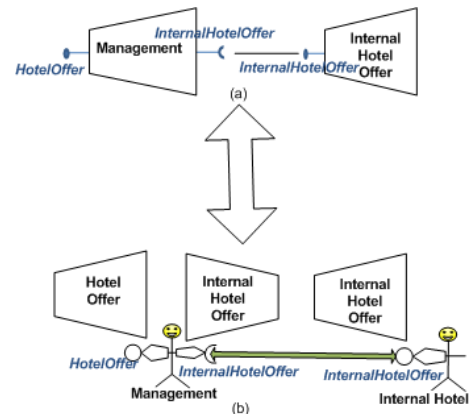 InternalHotelOffer
Management
Internal
Hotel
Offer
HotelOffer
InternalHotelOffer
(a)
Hotel
Offer
Internal
Hotel
Offer
Internal
Hotel
Offer
HotelOffer
InternalHotelOffer
InternalHotelOffer
Management
Internal Hotel
(b)